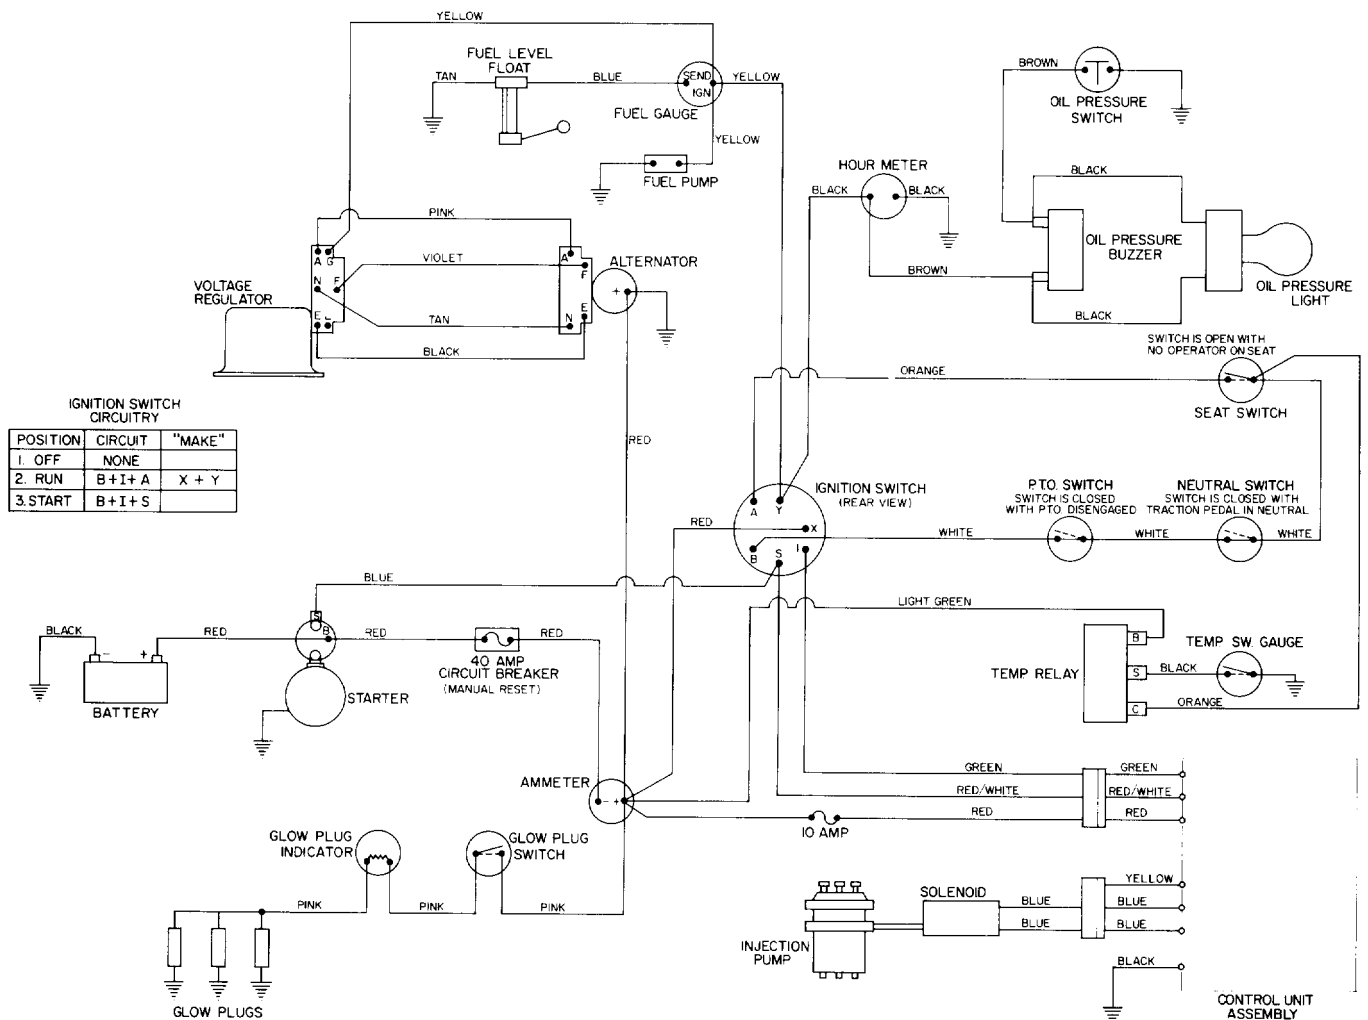 YELLOW
FUEL LEVEL
FLOAT
TAN
BLUE
SEND
IGN
YELLOW
FUEL GAUGE
YELLOW
FUEL PUMP
BROWN
OIL PRESSURE
SWITCH
HOUR METER
BLACK
BLACK
BLACK
BROWN
OIL PRESSURE
BUZZER
BLACK
OIL PRESSURE
LIGHT
PINK
A G
N F
E L
VIOLET
TAN
BLACK
A
F
E
N
+
ALTERNATOR
VOLTAGE
REGULATOR
RED
SWITCH IS OPEN WITH
NO OPERATOR ON SEAT
ORANGE
SEAT SWITCH
IGNITION SWITCH
CIRCUITRY
POSITION CIRCUIT "MAKE"
1. OFF NONE
2. RUN B+I+A X + Y
3.START B+I+S
IGNITION SWITCH
(REAR VIEW)
A Y
X
B S I
RED
WHITE
P.T.O. SWITCH
SWITCH IS CLOSED
WITH P.T.O. DISENGAGED
WHITE
NEUTRAL SWITCH
SWITCH IS CLOSED WITH
TRACTION PEDAL IN NEUTRAL
WHITE
BLUE
LIGHT GREEN
BLACK
- +
BATTERY
RED
S
B
STARTER
RED
40 AMP
CIRCUIT BREAKER
(MANUAL RESET)
RED
TEMP RELAY
B
S
C
BLACK
TEMP. SW. GAUGE
ORANGE
AMMETER
- +
GREEN
GREEN
RED/WHITE
RED/WHITE
10 AMP
RED
RED
GLOW PLUG
INDICATOR
GLOW PLUG
SWITCH
PINK
PINK
PINK
GLOW PLUGS
INJECTION
PUMP
SOLENOID
BLUE
BLUE
YELLOW
BLUE
BLUE
BLACK
CONTROL UNIT
ASSEMBLY